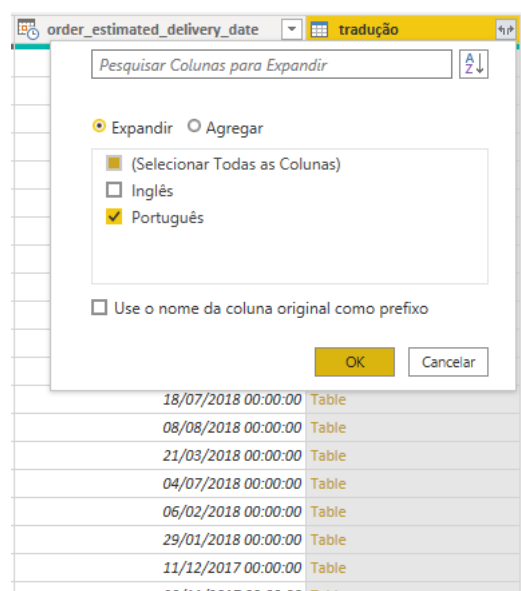 order_estimated_delivery_date tradução
Pesquisar Colunas para Expandir
Expandir Agregar
(Selecionar Todas as Colunas)
Inglês
Português
Use o nome da coluna original como prefixo
OK Cancelar
18/07/2018 00:00:00 Table
08/08/2018 00:00:00 Table
21/03/2018 00:00:00 Table
04/07/2018 00:00:00 Table
06/02/2018 00:00:00 Table
29/01/2018 00:00:00 Table
11/12/2017 00:00:00 Table